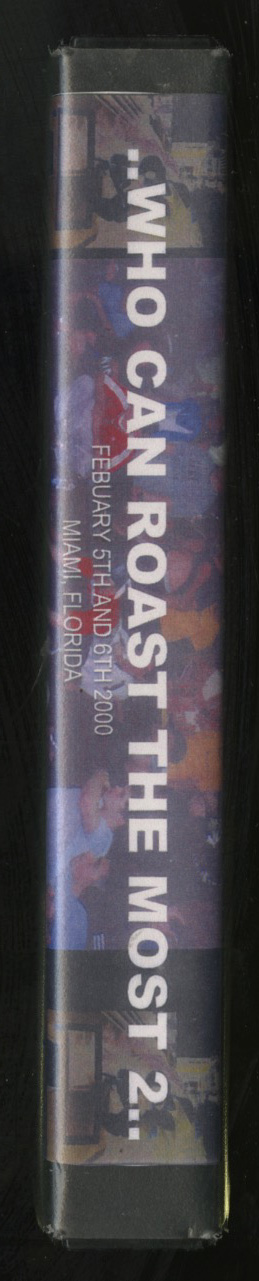 ..WHO CAN ROAST THE MOST 2..
FEBUARY 5TH AND 6TH 2000
MIAMI, FLORIDA